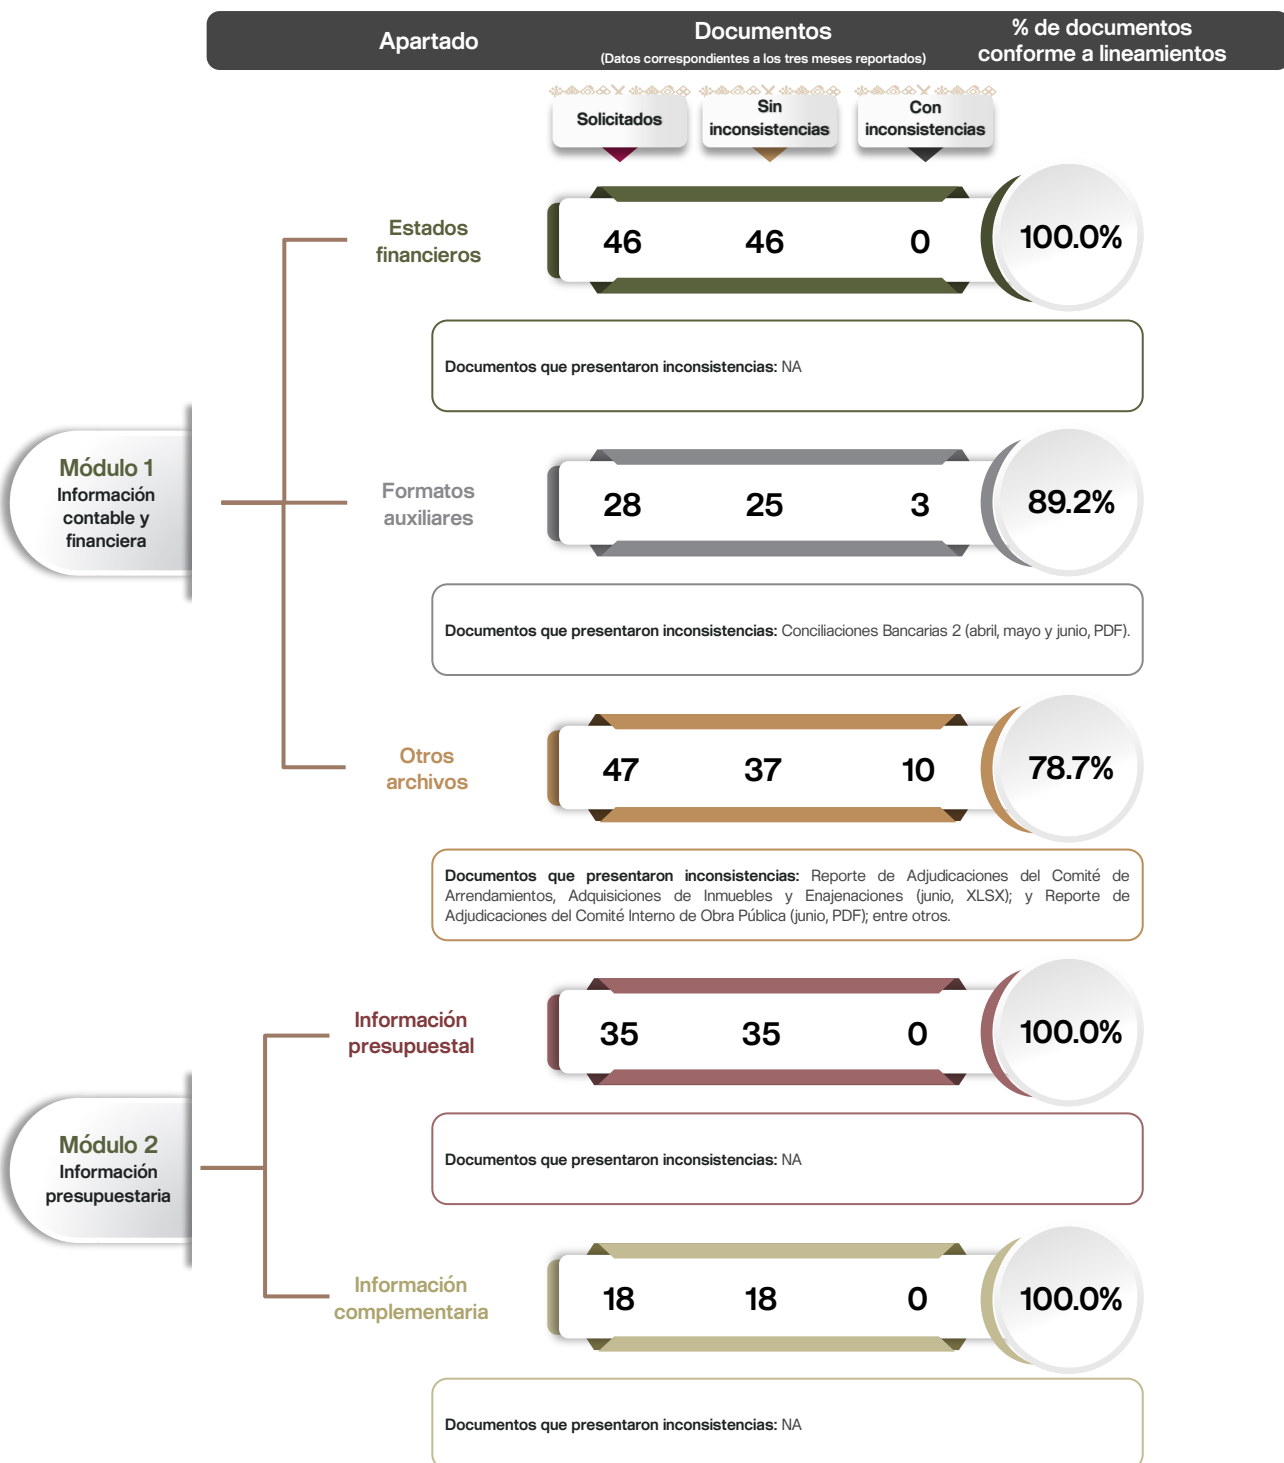 Apartado
Documentos
(Datos correspondientes a los tres meses reportados)
% de documentos
conforme a lineamientos
Solicitados
Sin
inconsistencias
Con
inconsistencias
Módulo 1
Información
contable y
financiera
Estados
financieros
46 46 0 100.0%
Documentos que presentaron inconsistencias: NA
Formatos
auxiliares
28 25 3 89.2%
Documentos que presentaron inconsistencias: Conciliaciones Bancarias 2 (abril, mayo y junio, PDF).
Otros
archivos
47 37 10 78.7%
Documentos que presentaron inconsistencias: Reporte de Adjudicaciones del Comité de
Arrendamientos, Adquisiciones de Inmuebles y Enajenaciones (junio, XLSX); y Reporte de
Adjudicaciones del Comité Interno de Obra Pública (junio, PDF); entre otros.
Módulo 2
Información
presupuestaria
Información
presupuestal
35 35 0 100.0%
Documentos que presentaron inconsistencias: NA
Información
complementaria
18 18 0 100.0%
Documentos que presentaron inconsistencias: NA